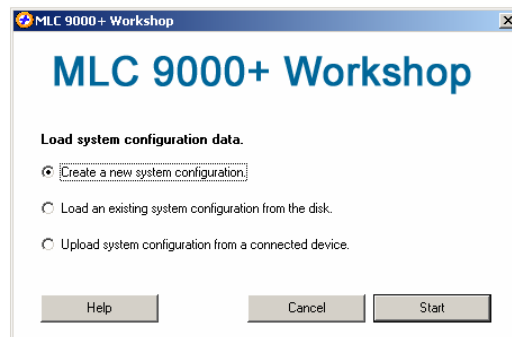 MLC 9000+ Workshop
MLC 9000+ Workshop
Load system configuration data.
Create a new system configuration.
Load an existing system configuration from the disk.
Upload system configuration from a connected device.
Help Cancel Start